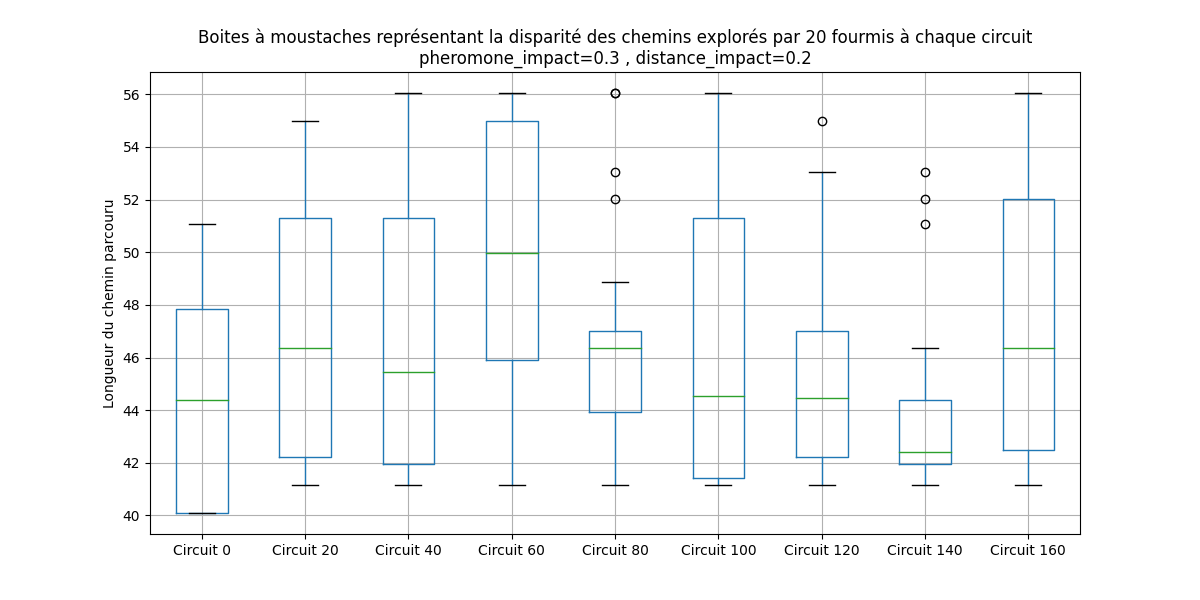 Boites à moustaches représentant la disparité des chemins explorés par 20 fourmis à chaque circuit
pheromone_impact=0.3 , distance_impact=0.2
Longueur du chemin parcouru
56
54
52
50
48
46
44
42
40
Circuit 0
Circuit 20
Circuit 40
Circuit 60
Circuit 80
Circuit 100
Circuit 120
Circuit 140
Circuit 160